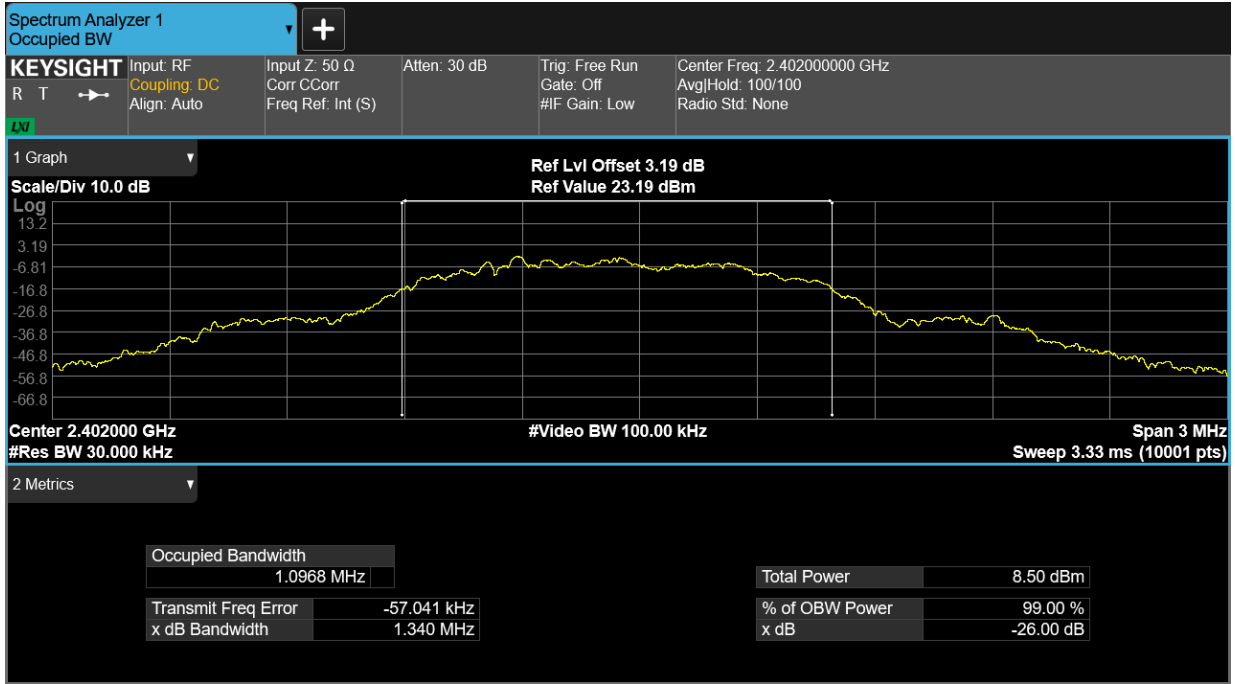 Spectrum Analyzer 1
Occupied BW
▼
+
KEYSIGHT
R T
LXI
Input: RF
Coupling: DC
Align: Auto
Input Z: 50 Ω
Corr CCorr
Freq Ref: Int (S)
Atten: 30 dB
Trig: Free Run
Gate: Off
#IF Gain: Low
Center Freq: 2.402000000 GHz
Avg|Hold: 100/100
Radio Std: None
1 Graph ▼
Scale/Div 10.0 dB
Ref Lvl Offset 3.19 dB
Ref Value 23.19 dBm
Log
13.2
3.19
-6.81
-16.8
-26.8
-36.8
-46.8
-56.8
-66.8
Center 2.402000 GHz
#Res BW 30.000 kHz
#Video BW 100.00 kHz
Span 3 MHz
Sweep 3.33 ms (10001 pts)
2 Metrics ▼
Occupied Bandwidth
1.0968 MHz
Transmit Freq Error -57.041 kHz
x dB Bandwidth 1.340 MHz
Total Power 8.50 dBm
% of OBW Power 99.00 %
x dB -26.00 dB